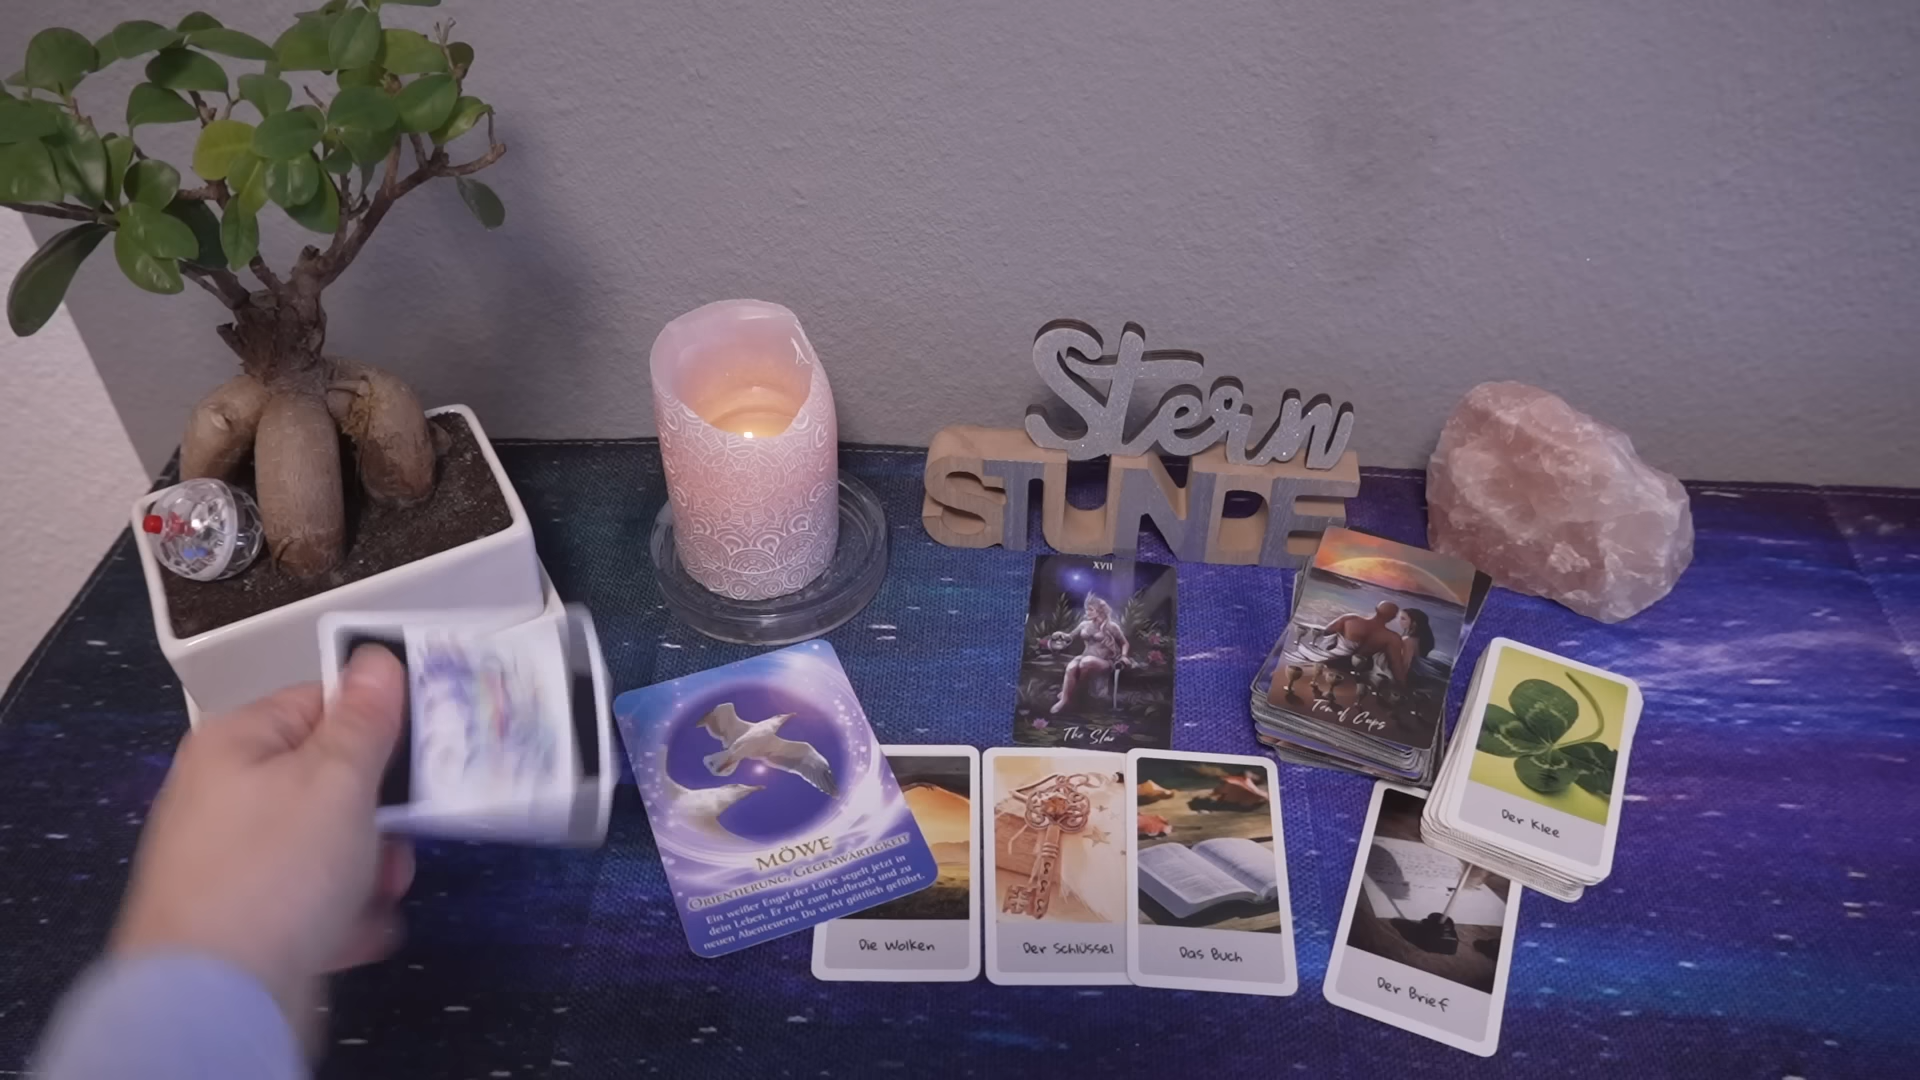 Stern
STUNDE
XVII
The Star
Ten of Cups
Der Klee
MÖWE
ORIENTIERUNG, GEGENWÄRTIGKEIT
Ein weißer Engel der Lüfte segelt jetzt in
dein Leben. Er ruft zum Aufbruch und zu
neuen Abenteuern. Du wirst göttlich geführt.
Die Wolken
Der Schlüssel
Das Buch
Der Brief